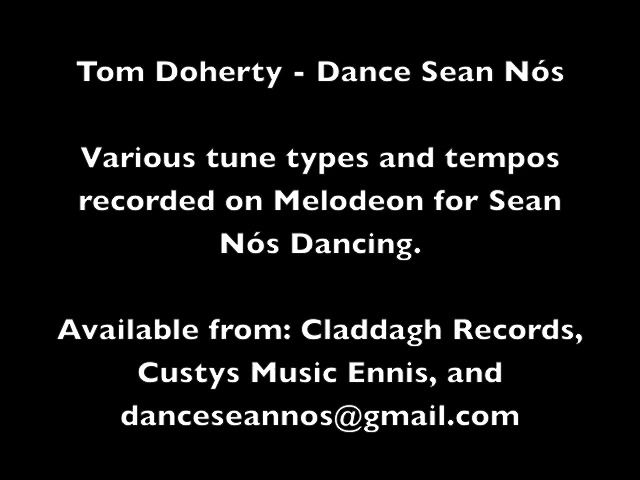 Tom Doherty - Dance Sean Nós
Various tune types and tempos
recorded on Melodeon for Sean
Nós Dancing.
Available from: Claddagh Records,
Custys Music Ennis, and
danceseannos@gmail.com